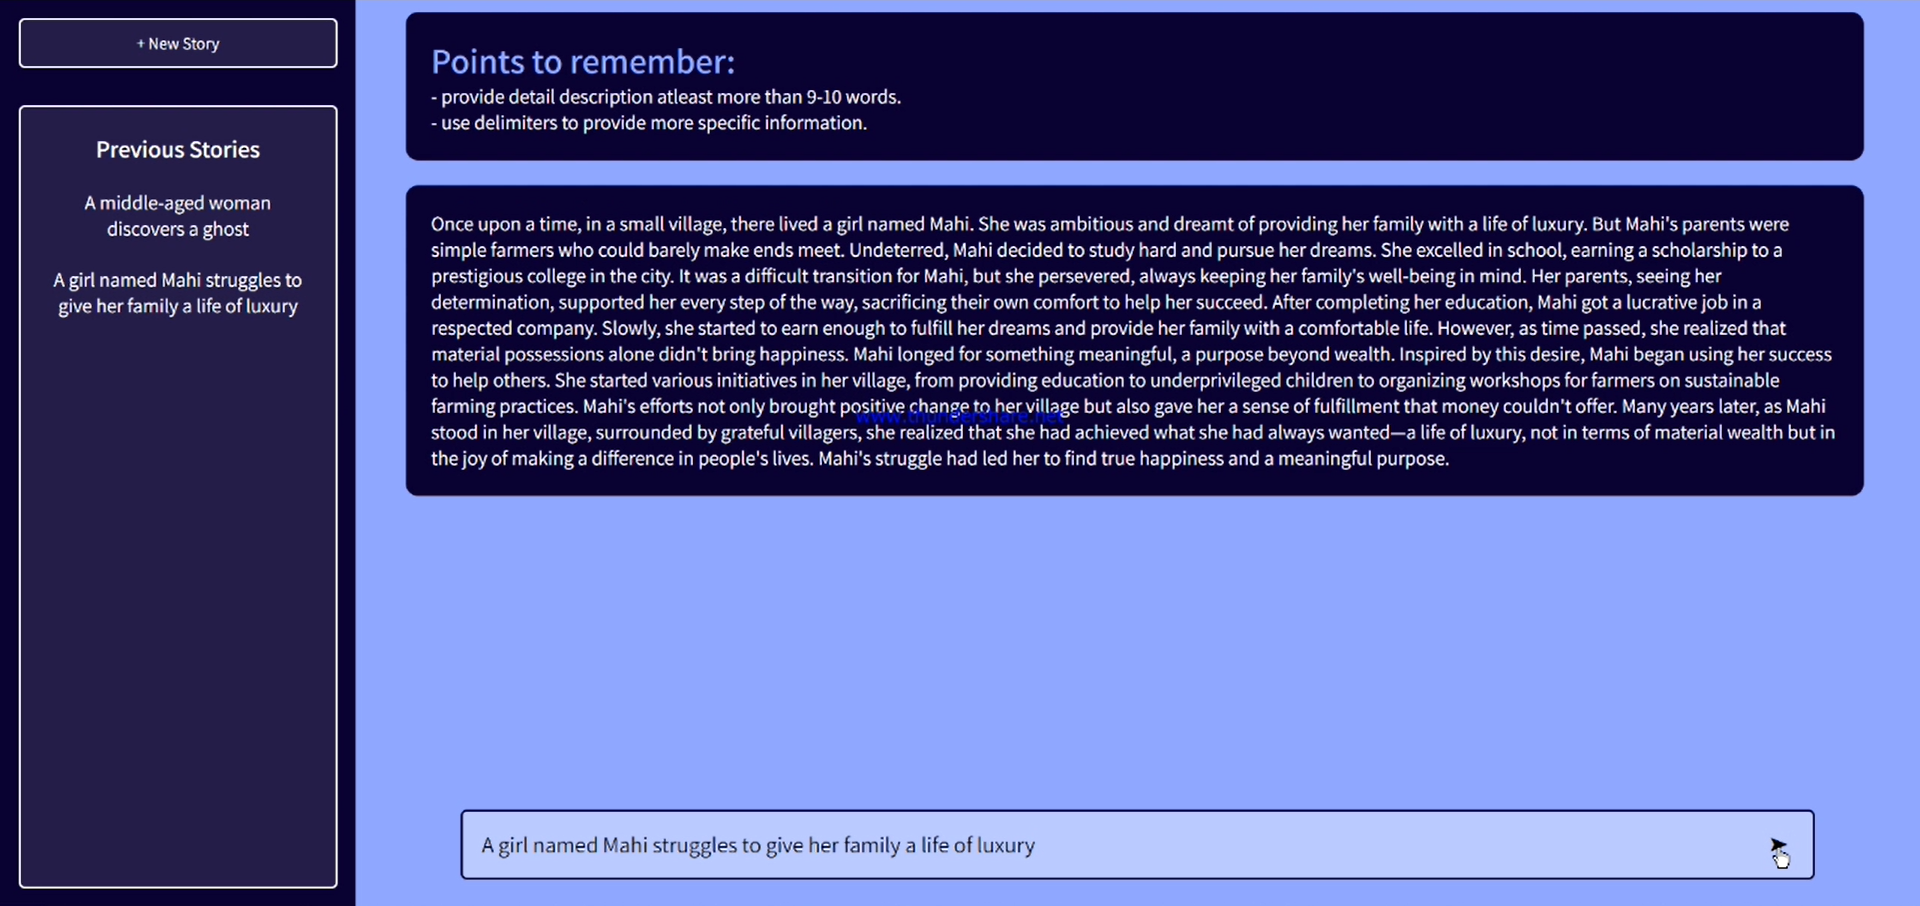 + New Story
Previous Stories
A middle-aged woman
discovers a ghost
A girl named Mahi struggles to
give her family a life of luxury
Points to remember:
- provide detail description atleast more than 9-10 words.
- use delimiters to provide more specific information.
Once upon a time, in a small village, there lived a girl named Mahi. She was ambitious and dreamt of providing her family with a life of luxury. But Mahi's parents were
simple farmers who could barely make ends meet. Undeterred, Mahi decided to study hard and pursue her dreams. She excelled in school, earning a scholarship to a
prestigious college in the city. It was a difficult transition for Mahi, but she persevered, always keeping her family's well-being in mind. Her parents, seeing her
determination, supported her every step of the way, sacrificing their own comfort to help her succeed. After completing her education, Mahi got a lucrative job in a
respected company. Slowly, she started to earn enough to fulfill her dreams and provide her family with a comfortable life. However, as time passed, she realized that
material possessions alone didn't bring happiness. Mahi longed for something meaningful, a purpose beyond wealth. Inspired by this desire, Mahi began using her success
to help others. She started various initiatives in her village, from providing education to underprivileged children to organizing workshops for farmers on sustainable
farming practices. Mahi's efforts not only brought positive change to her village but also gave her a sense of fulfillment that money couldn't offer. Many years later, as Mahi
www.thundershare.net
stood in her village, surrounded by grateful villagers, she realized that she had achieved what she had always wanted—a life of luxury, not in terms of material wealth but in
the joy of making a difference in people's lives. Mahi's struggle had led her to find true happiness and a meaningful purpose.
A girl named Mahi struggles to give her family a life of luxury